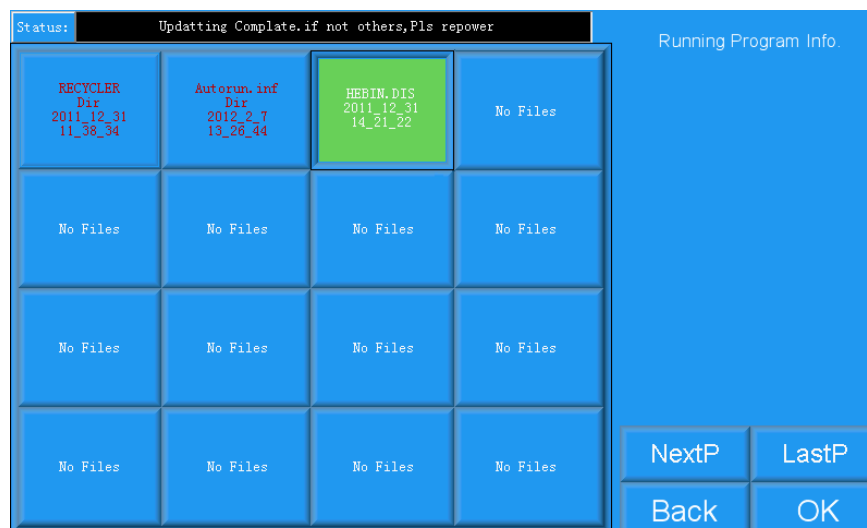 Status:
Updatting Complate.if not others,Pls repower
Running Program Info.
RECYCLER
Dir
2011_12_31
11_38_34
Autorun.inf
Dir
2012_2_7
13_26_44
HEBIN.DIS
2011_12_31
14_21_22
No Files
No Files
No Files
No Files
No Files
No Files
No Files
No Files
No Files
No Files
No Files
No Files
No Files
NextP
LastP
Back
OK